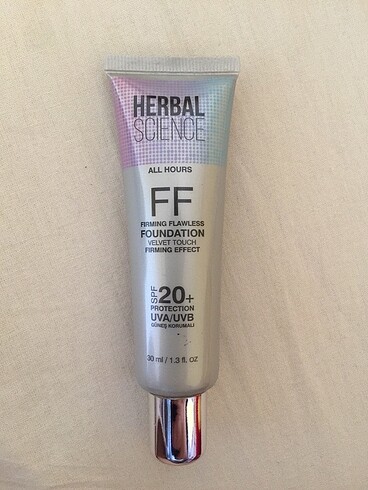 HERBAL
SCIENCE
ALL HOURS
FF
FIRMING FLAWLESS
FOUNDATION
VELVET TOUCH
FIRMING EFFECT
SPF 20+
PROTECTION
UVA/UVB
GÜNEŞ KORUMALI
30 ml / 1.3 fl. oz